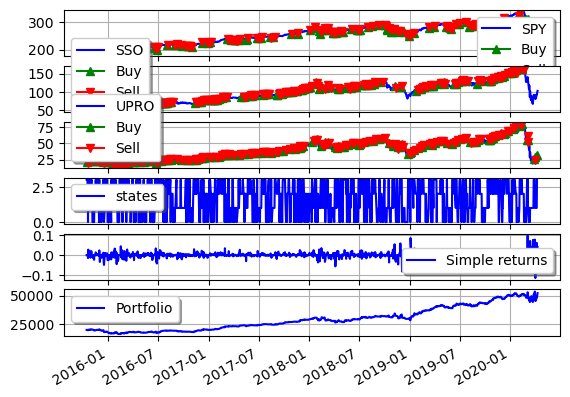 300
200
SPY
Buy
150
100
50
SSO
Buy
Sell
75
50
25
UPRO
Buy
Sell
2.5
0.0
states
0.1
0.0
−0.1
Simple returns
50000
25000
Portfolio
2016-01
2016-07
2017-01
2017-07
2018-01
2018-07
2019-01
2019-07
2020-01